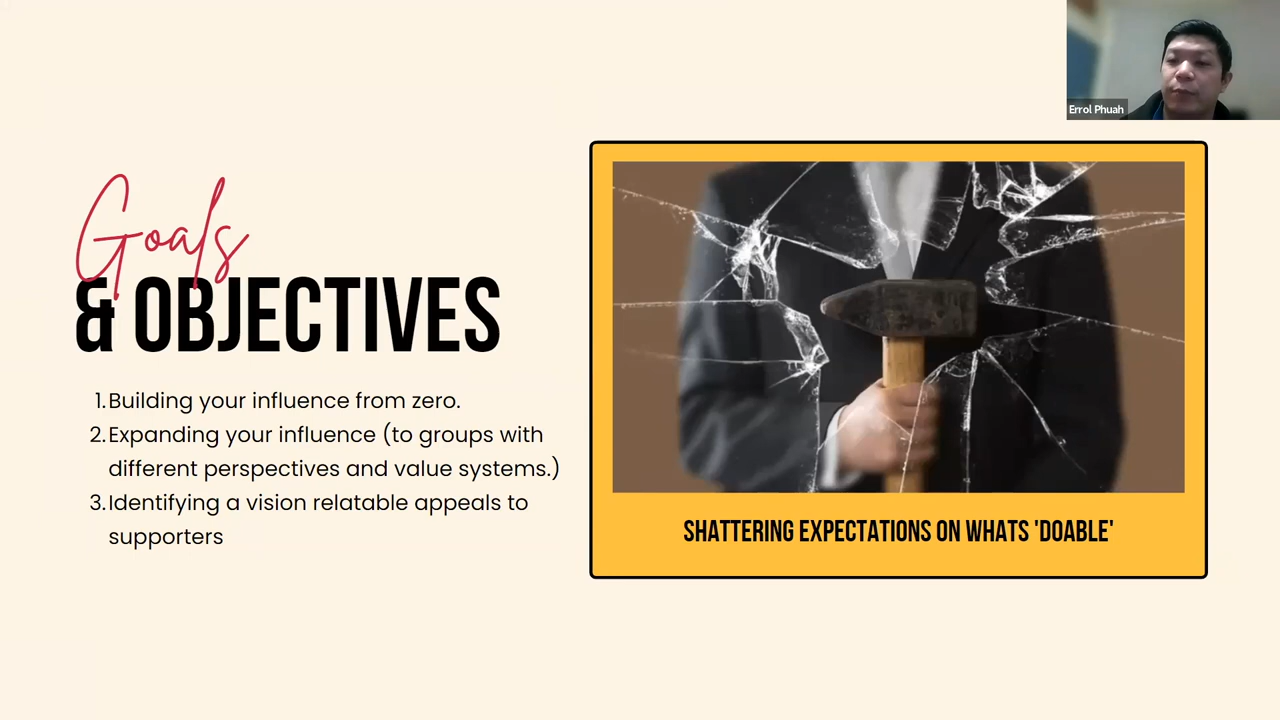 Errol Phuah
Goals
& OBJECTIVES
1. Building your influence from zero.
2. Expanding your influence (to groups with
different perspectives and value systems.)
3. Identifying a vision relatable appeals to
supporters
SHATTERING EXPECTATIONS ON WHATS 'DOABLE'